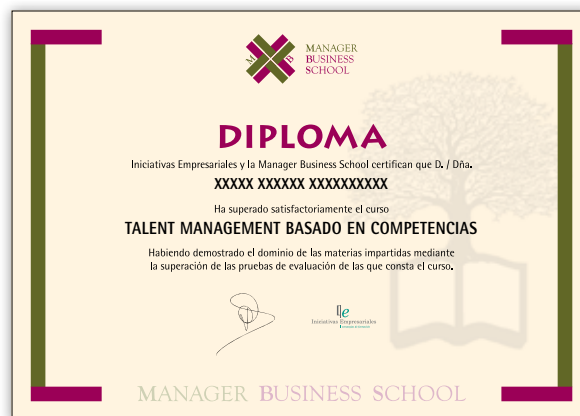 M B
MANAGER
BUSINESS
SCHOOL
DIPLOMA
Iniciativas Empresariales y la Manager Business School certifican que D. / Dña.
XXXXX XXXXXX XXXXXXXXXX
Ha superado satisfactoriamente el curso
TALENT MANAGEMENT BASADO EN COMPETENCIAS
Habiendo demostrado el dominio de las materias impartidas mediante
la superación de las pruebas de evaluación de las que consta el curso.
Iniciativas Empresariales
MANAGER BUSINESS SCHOOL